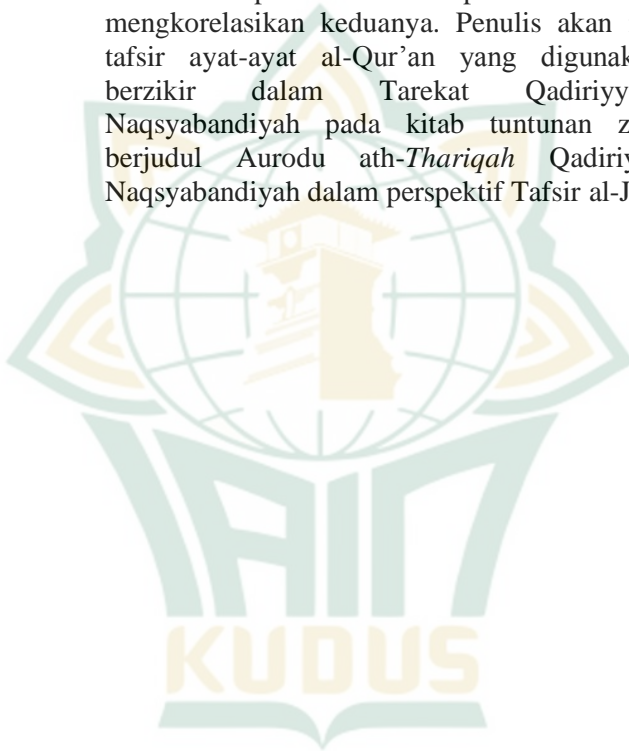 mengkorelasikan keduanya. Penulis akan
tafsir ayat-ayat al-Qur'an yang digunak
berzikir dalam Tarekat Qadiriyy
Naqsyabandiyah pada kitab tuntunan z
berjudul Aurodu ath-Thariqah Qadiriy
Naqsyabandiyah dalam perspektif Tafsir al-J
IAIN
KUDUS